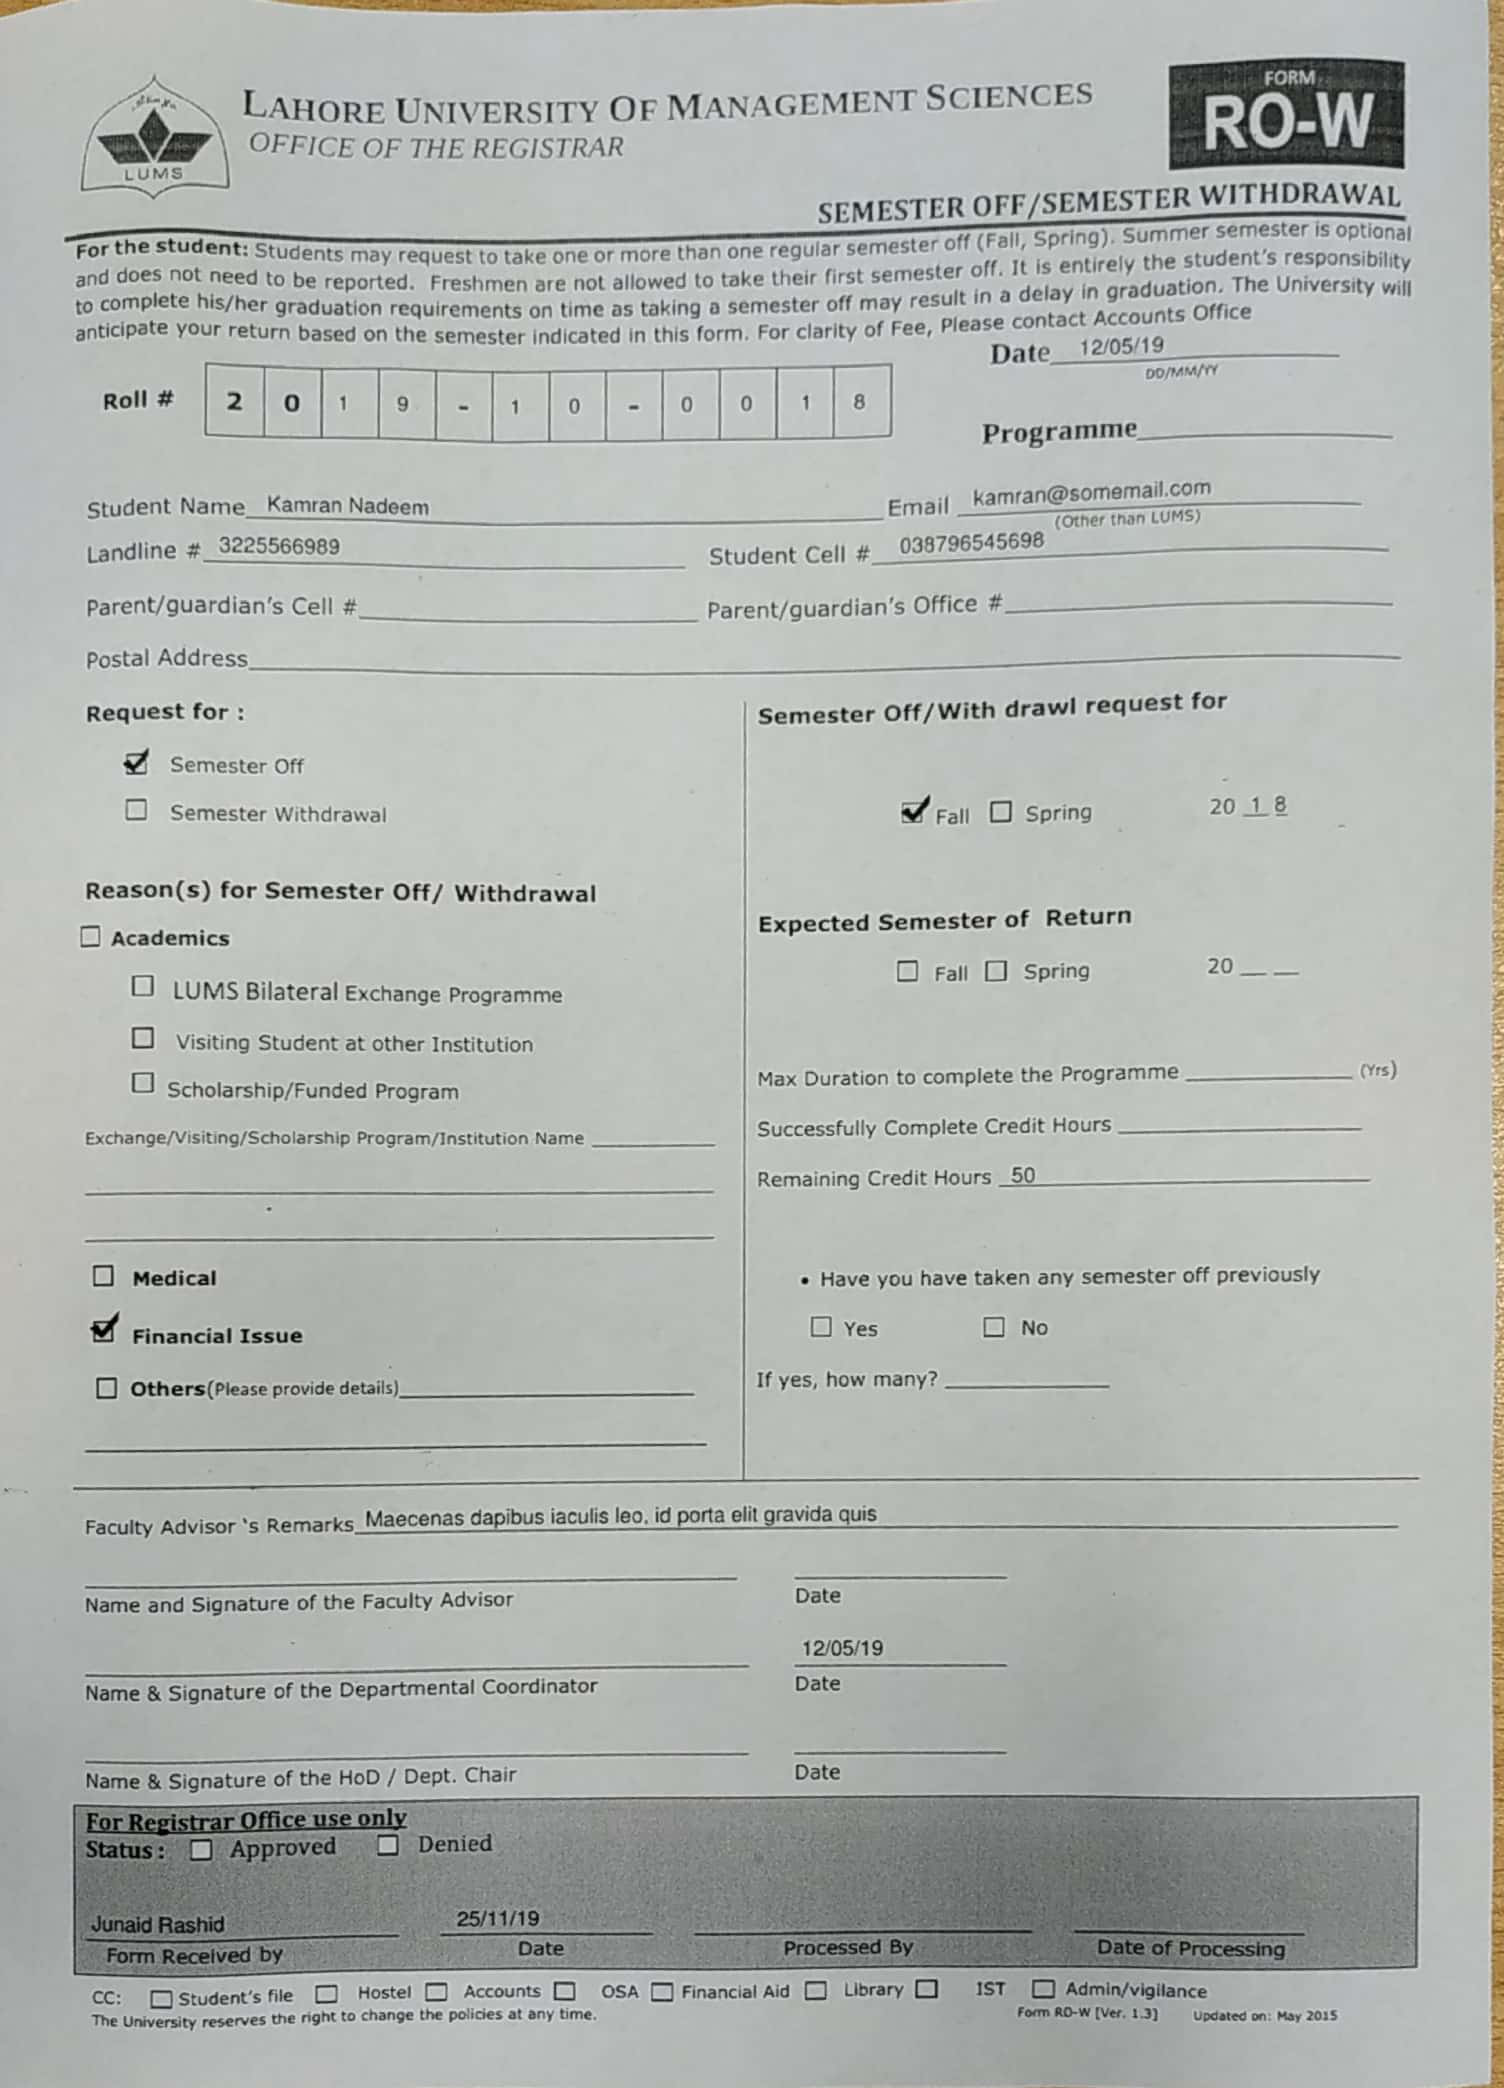 LUMS
LAHORE UNIVERSITY OF MANAGEMENT SCIENCES
OFFICE OF THE REGISTRAR
FORM
RO-W
SEMESTER OFF/SEMESTER WITHDRAWAL
For the student: Students may request to take one or more than one regular semester off (Fall, Spring). Summer semester is optional
and does not need to be reported. Freshmen are not allowed to take their first semester off. It is entirely the student's responsibility
to complete his/her graduation requirements on time as taking a semester off may result in a delay in graduation. The University will
anticipate your return based on the semester indicated in this form. For clarity of Fee, Please contact Accounts Office
Date 12/05/19
DD/MM/YY
Roll # 2 0 1 9 - 1 0 - 0 0 1 8
Programme
Student Name Kamran Nadeem Email kamran@somemail.com
(Other than LUMS)
Landline # 3225566989 Student Cell # 038796545698
Parent/guardian's Cell # Parent/guardian's Office #
Postal Address
Request for :
Semester Off
Semester Withdrawal
Reason(s) for Semester Off/ Withdrawal
Academics
LUMS Bilateral Exchange Programme
Visiting Student at other Institution
Scholarship/Funded Program
Exchange/Visiting/Scholarship Program/Institution Name
Medical
Financial Issue
Others(Please provide details)
Semester Off/With drawl request for
Fall Spring 20 1 8
Expected Semester of Return
Fall Spring 20
Max Duration to complete the Programme (Yrs)
Successfully Complete Credit Hours
Remaining Credit Hours 50
• Have you have taken any semester off previously
Yes No
If yes, how many?
Faculty Advisor 's Remarks Maecenas dapibus iaculis leo, id porta elit gravida quis
Name and Signature of the Faculty Advisor Date
12/05/19
Name & Signature of the Departmental Coordinator Date
Name & Signature of the HoD / Dept. Chair Date
For Registrar Office use only
Status : Approved Denied
Junaid Rashid 25/11/19
Form Received by Date Processed By Date of Processing
CC: Student's file Hostel Accounts OSA Financial Aid Library IST Admin/vigilance
The University reserves the right to change the policies at any time. Form RO-W [Ver. 1.3] Updated on: May 2015